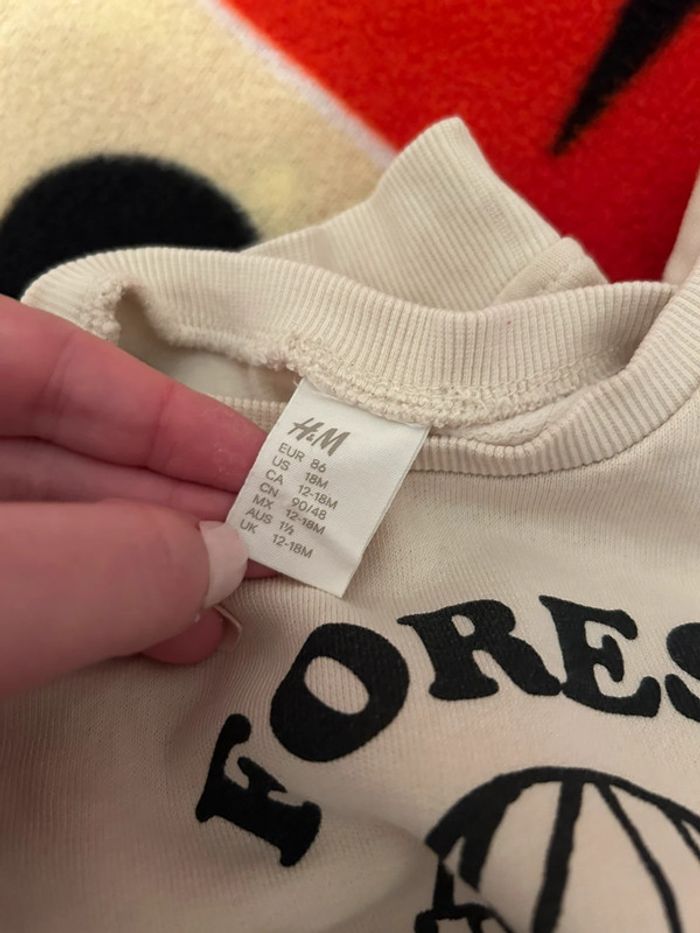 H&M
EUR 86
US 18M
CA 12-18M
CN 90/48
MX 12-18M
AUS 1½
UK 12-18M
FORES